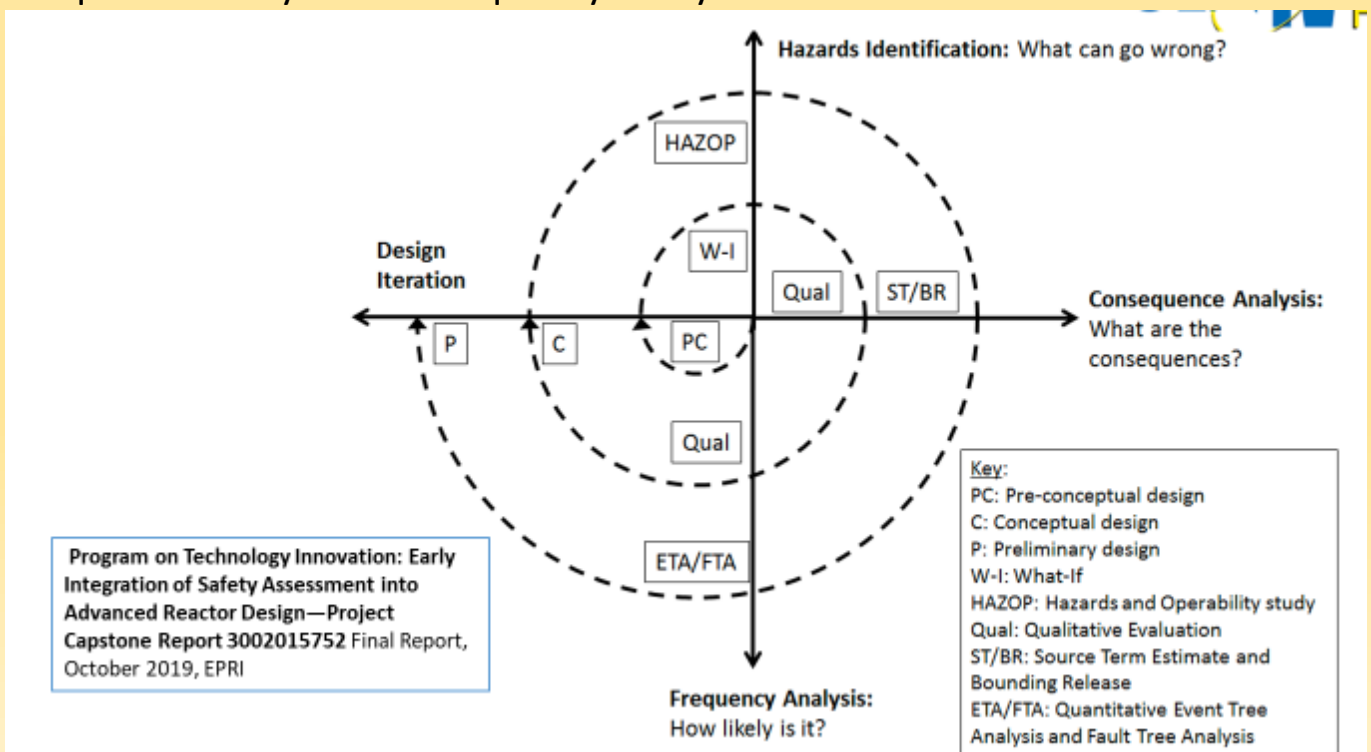 Hazards Identification: What can go wrong?
HAZOP
Design
Iteration
W-I
Qual
ST/BR
Consequence Analysis:
What are the
consequences?
P
C
PC
Qual
ETA/FTA
Program on Technology Innovation: Early
Integration of Safety Assessment into
Advanced Reactor Design—Project
Capstone Report 3002015752 Final Report,
October 2019, EPRI
Frequency Analysis:
How likely is it?
Key:
PC: Pre-conceptual design
C: Conceptual design
P: Preliminary design
W-I: What-If
HAZOP: Hazards and Operability study
Qual: Qualitative Evaluation
ST/BR: Source Term Estimate and
Bounding Release
ETA/FTA: Quantitative Event Tree
Analysis and Fault Tree Analysis